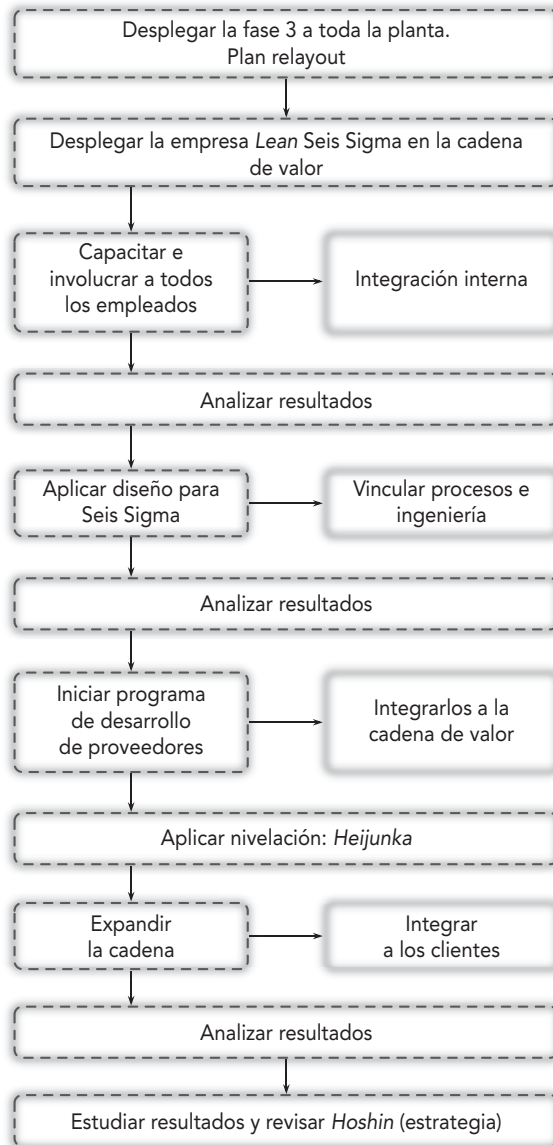 Desplegar la fase 3 a toda la planta.
Plan relayout
Desplegar la empresa Lean Seis Sigma en la cadena
de valor
Capacitar e
involucrar a todos
los empleados
Integración interna
Analizar resultados
Aplicar diseño para
Seis Sigma
Vincular procesos e
ingeniería
Analizar resultados
Iniciar programa
de desarrollo
de proveedores
Integrarlos a la
cadena de valor
Aplicar nivelación: Heijunka
Expandir
la cadena
Integrar
a los clientes
Analizar resultados
Estudiar resultados y revisar Hoshin (estrategia)